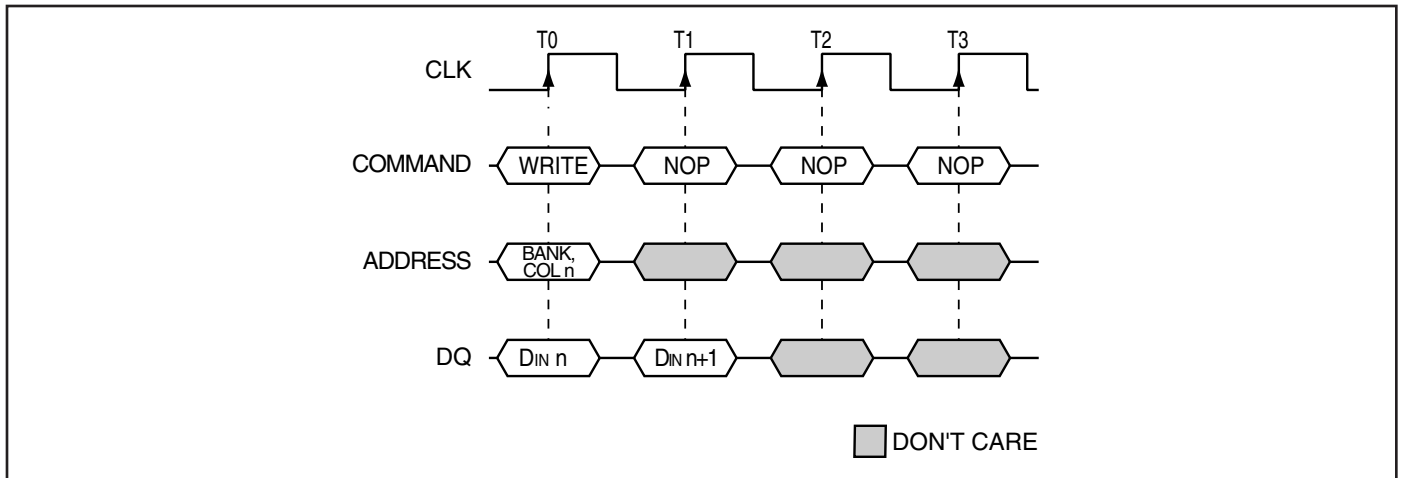 T0 T1 T2 T3
CLK
COMMAND WRITE NOP NOP NOP
ADDRESS BANK,
COL n
DQ DIN n DIN n+1
DON'T CARE